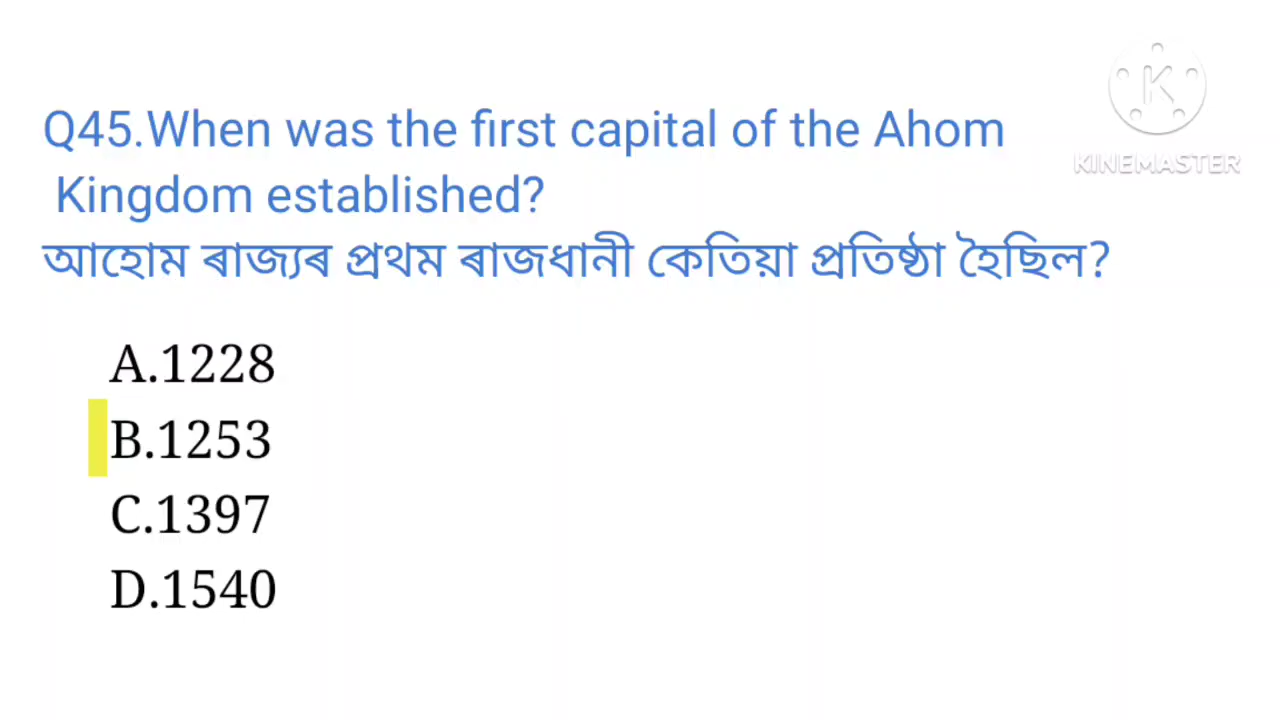 Q45.When was the first capital of the Ahom
Kingdom established?
আহোম ৰাজ্যৰ প্ৰথম ৰাজধানী কেতিয়া প্ৰতিষ্ঠা হৈছিল?
A.1228
B.1253
C.1397
D.1540
K
KINEMASTER